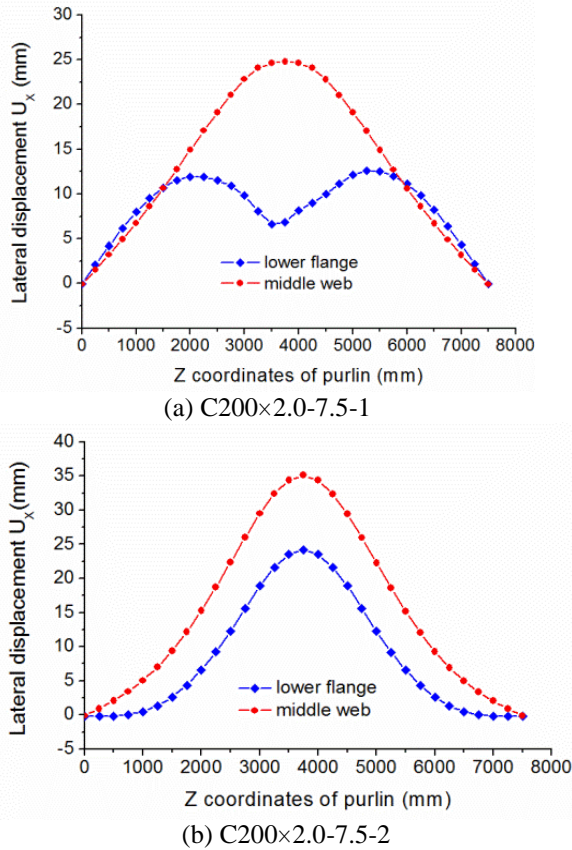 30
25
20
15
10
5
0
-5
Lateral displacement UX (mm)
lower flange
middle web
0 1000 2000 3000 4000 5000 6000 7000 8000
Z coordinates of purlin (mm)
(a) C200×2.0-7.5-1
40
35
30
25
20
15
10
5
0
-5
Lateral displacement UX(mm)
lower flange
middle web
0 1000 2000 3000 4000 5000 6000 7000 8000
Z coordinates of purlin (mm)
(b) C200×2.0-7.5-2